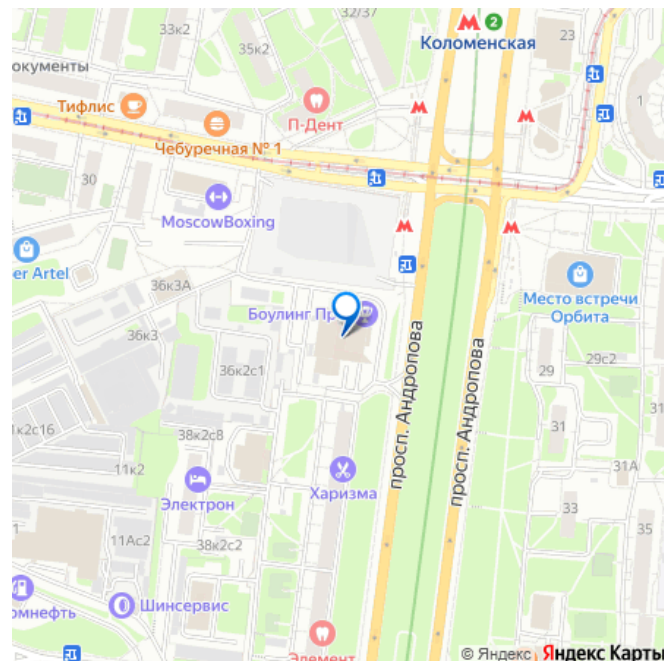 33к2
32/37
35к2
2
Коломенская
23
окументы
1
Тифлис
П-Дент
Чебуречная № 1
30
MoscowBoxing
er Artel
36к3А
Место встречи
Орбита
36к3
Боулинг Пр
29
29с2
36к2с1
просп. Андропова
просп. Андропова
1к2с16
38к2с8
31
11к2
Харизма
31А
Электрон
33
35
11Ас2
38к2с2
омнефть
Шинсервис
Элемент
© Яндекс Яндекс Карты